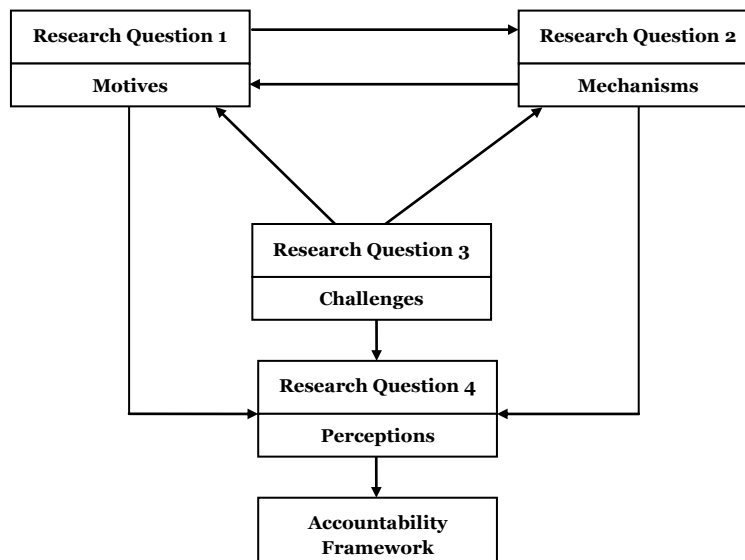 Research Question 1
Motives
Research Question 2
Mechanisms
Research Question 3
Challenges
Research Question 4
Perceptions
Accountability
Framework